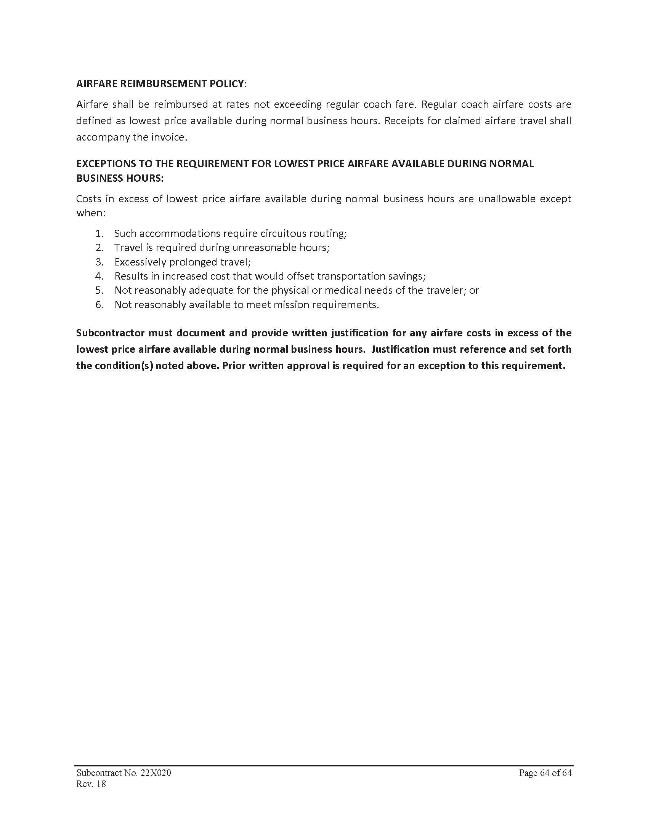 AIRFARE REIMBURSEMENT POLICY:
Airfare shall be reimbursed at rates not exceeding regular coach fare. Regular coach airfare costs are
defined as lowest price available during normal business hours. Receipts for claimed airfare travel shall
accompany the invoice.
EXCEPTIONS TO THE REQUIREMENT FOR LOWEST PRICE AIRFARE AVAILABLE DURING NORMAL
BUSINESS HOURS:
Costs in excess of lowest price airfare available during normal business hours are unallowable except
when:
1. Such accommodations require circuitous routing;
2. Travel is required during unreasonable hours;
3. Excessively prolonged travel;
4. Results in increased cost that would offset transportation savings;
5. Not reasonably adequate for the physical or medical needs of the traveler; or
6. Not reasonably available to meet mission requirements.
Subcontractor must document and provide written justification for any airfare costs in excess of the
lowest price airfare available during normal business hours. Justification must reference and set forth
the condition(s) noted above. Prior written approval is required for an exception to this requirement.
Subcontract No. 22X020 Page 64 of 64
Rev. 18